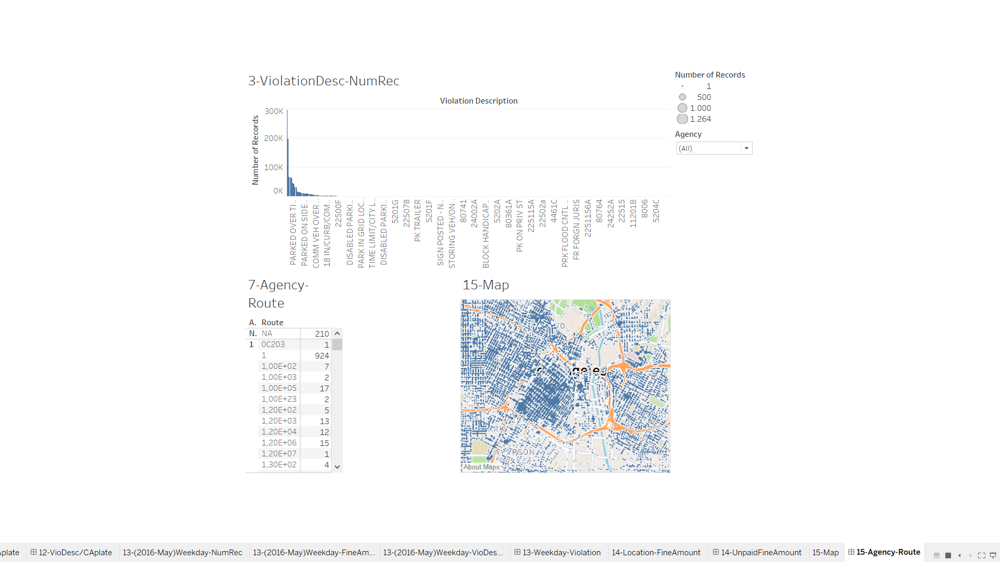 3-ViolationDesc-NumRec
Violation Description
Number of Records
300K
200K
100K
0K
PARKED OVER TI..
PARKED ON SIDE..
COMM VEH OVER ..
18 IN/CURB/COM..
22500F
DISABLED PARKI..
PARK IN GRID LOC..
TIME LIMIT/CITY L..
DISABLED PARKI..
5201G
225078
PK TRAILER
5201F
SIGN POSTED - N..
STORING VEH/ON..
80741
24002A
BLOCK HANDICAP..
5202A
80361A
PK ON PRIV ST
225115A
22502a
4461C
PRK FLOOD CNTL ..
FR FORGN JURIS
2251156A
80764
24252A
22515
11201B
8006
5204C
Number of Records
1
500
1.000
1.264
Agency
(All)
7-Agency-
Route
A. Route
N. NA 210
1 0C203 1
1 924
1,00E+02 7
1,00E+03 2
1,00E+05 17
1,00E+23 2
1,20E+02 5
1,20E+03 13
1,20E+04 12
1,20E+06 15
1,20E+07 1
1,30E+02 4
15-Map
JEFFERSON
About Maps
plate
12-VioDesc/CAplate
13-(2016-May)Weekday-NumRec
13-(2016-May)Weekday-FineAm...
13-(2016-May)Weekday-VioDes...
13-Weekday-Violation
14-Location-FineAmount
14-UnpaidFineAmount
15-Map
15-Agency-Route